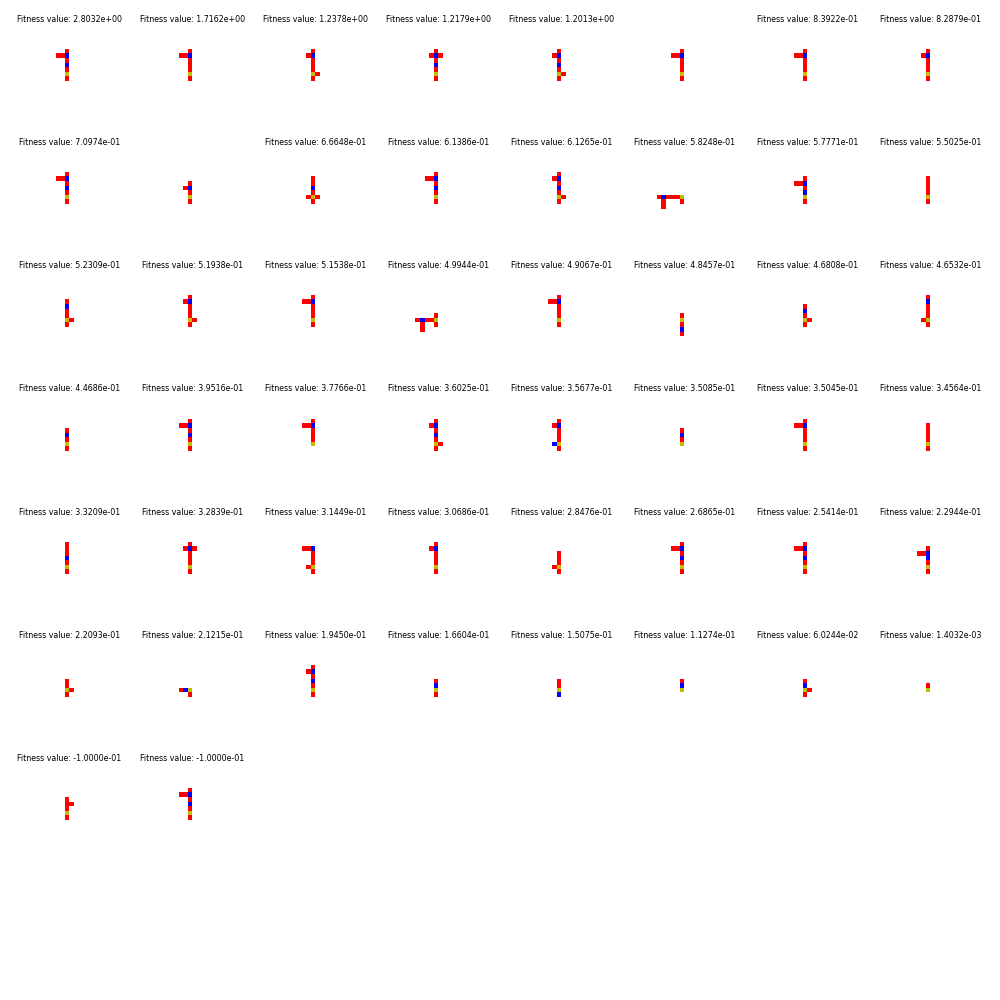 Fitness value: 2.8032e+00
Fitness value: 1.7162e+00
Fitness value: 1.2378e+00
Fitness value: 1.2179e+00
Fitness value: 1.2013e+00
Fitness value: 8.3922e-01
Fitness value: 8.2879e-01
Fitness value: 7.0974e-01
Fitness value: 6.6648e-01
Fitness value: 6.1386e-01
Fitness value: 6.1265e-01
Fitness value: 5.8248e-01
Fitness value: 5.7771e-01
Fitness value: 5.5025e-01
Fitness value: 5.2309e-01
Fitness value: 5.1938e-01
Fitness value: 5.1538e-01
Fitness value: 4.9944e-01
Fitness value: 4.9067e-01
Fitness value: 4.8457e-01
Fitness value: 4.6808e-01
Fitness value: 4.6532e-01
Fitness value: 4.4686e-01
Fitness value: 3.9516e-01
Fitness value: 3.7766e-01
Fitness value: 3.6025e-01
Fitness value: 3.5677e-01
Fitness value: 3.5085e-01
Fitness value: 3.5045e-01
Fitness value: 3.4564e-01
Fitness value: 3.3209e-01
Fitness value: 3.2839e-01
Fitness value: 3.1449e-01
Fitness value: 3.0686e-01
Fitness value: 2.8476e-01
Fitness value: 2.6865e-01
Fitness value: 2.5414e-01
Fitness value: 2.2944e-01
Fitness value: 2.2093e-01
Fitness value: 2.1215e-01
Fitness value: 1.9450e-01
Fitness value: 1.6604e-01
Fitness value: 1.5075e-01
Fitness value: 1.1274e-01
Fitness value: 6.0244e-02
Fitness value: 1.4032e-03
Fitness value: -1.0000e-01
Fitness value: -1.0000e-01